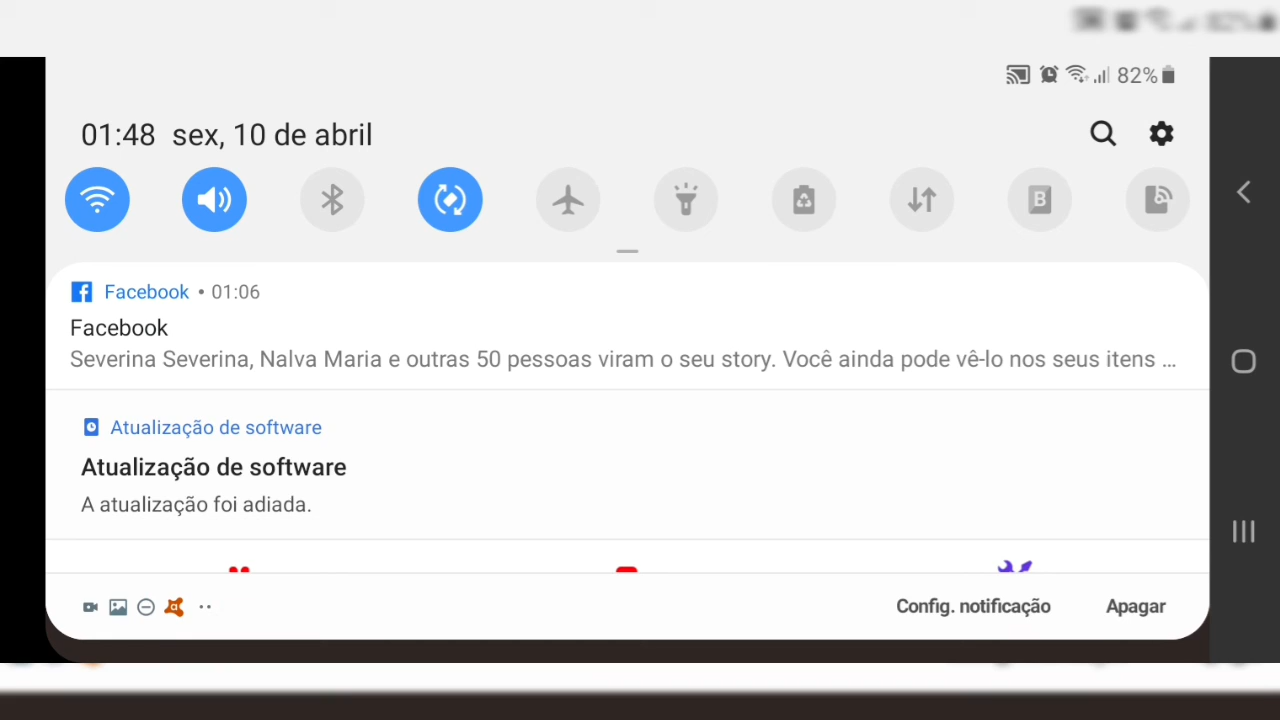 82%
01:48 sex, 10 de abril
B
Facebook • 01:06
Facebook
Severina Severina, Nalva Maria e outras 50 pessoas viram o seu story. Você ainda pode vê-lo nos seus itens ...
Atualização de software
Atualização de software
A atualização foi adiada.
Config. notificação Apagar